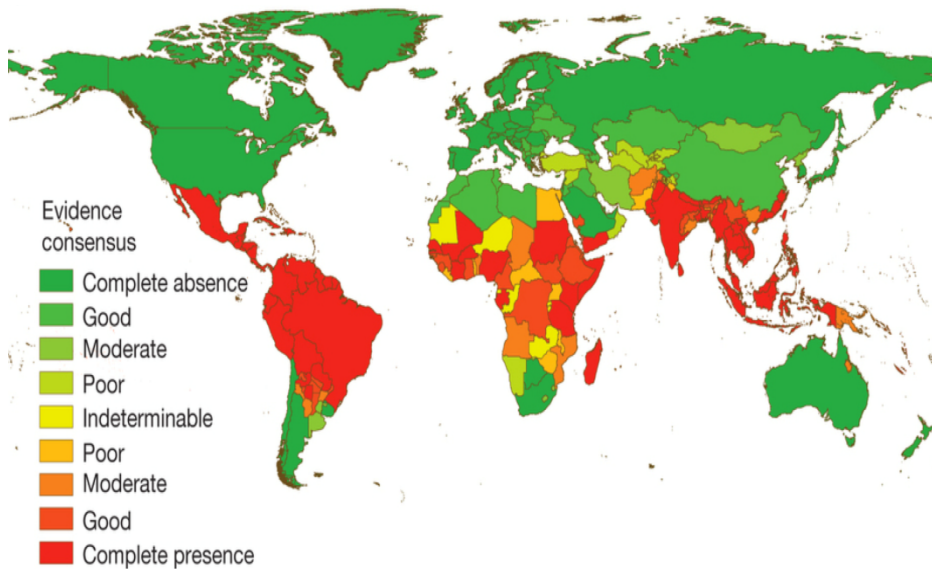 Evidence
consensus
Complete absence
Good
Moderate
Poor
Indeterminable
Poor
Moderate
Good
Complete presence